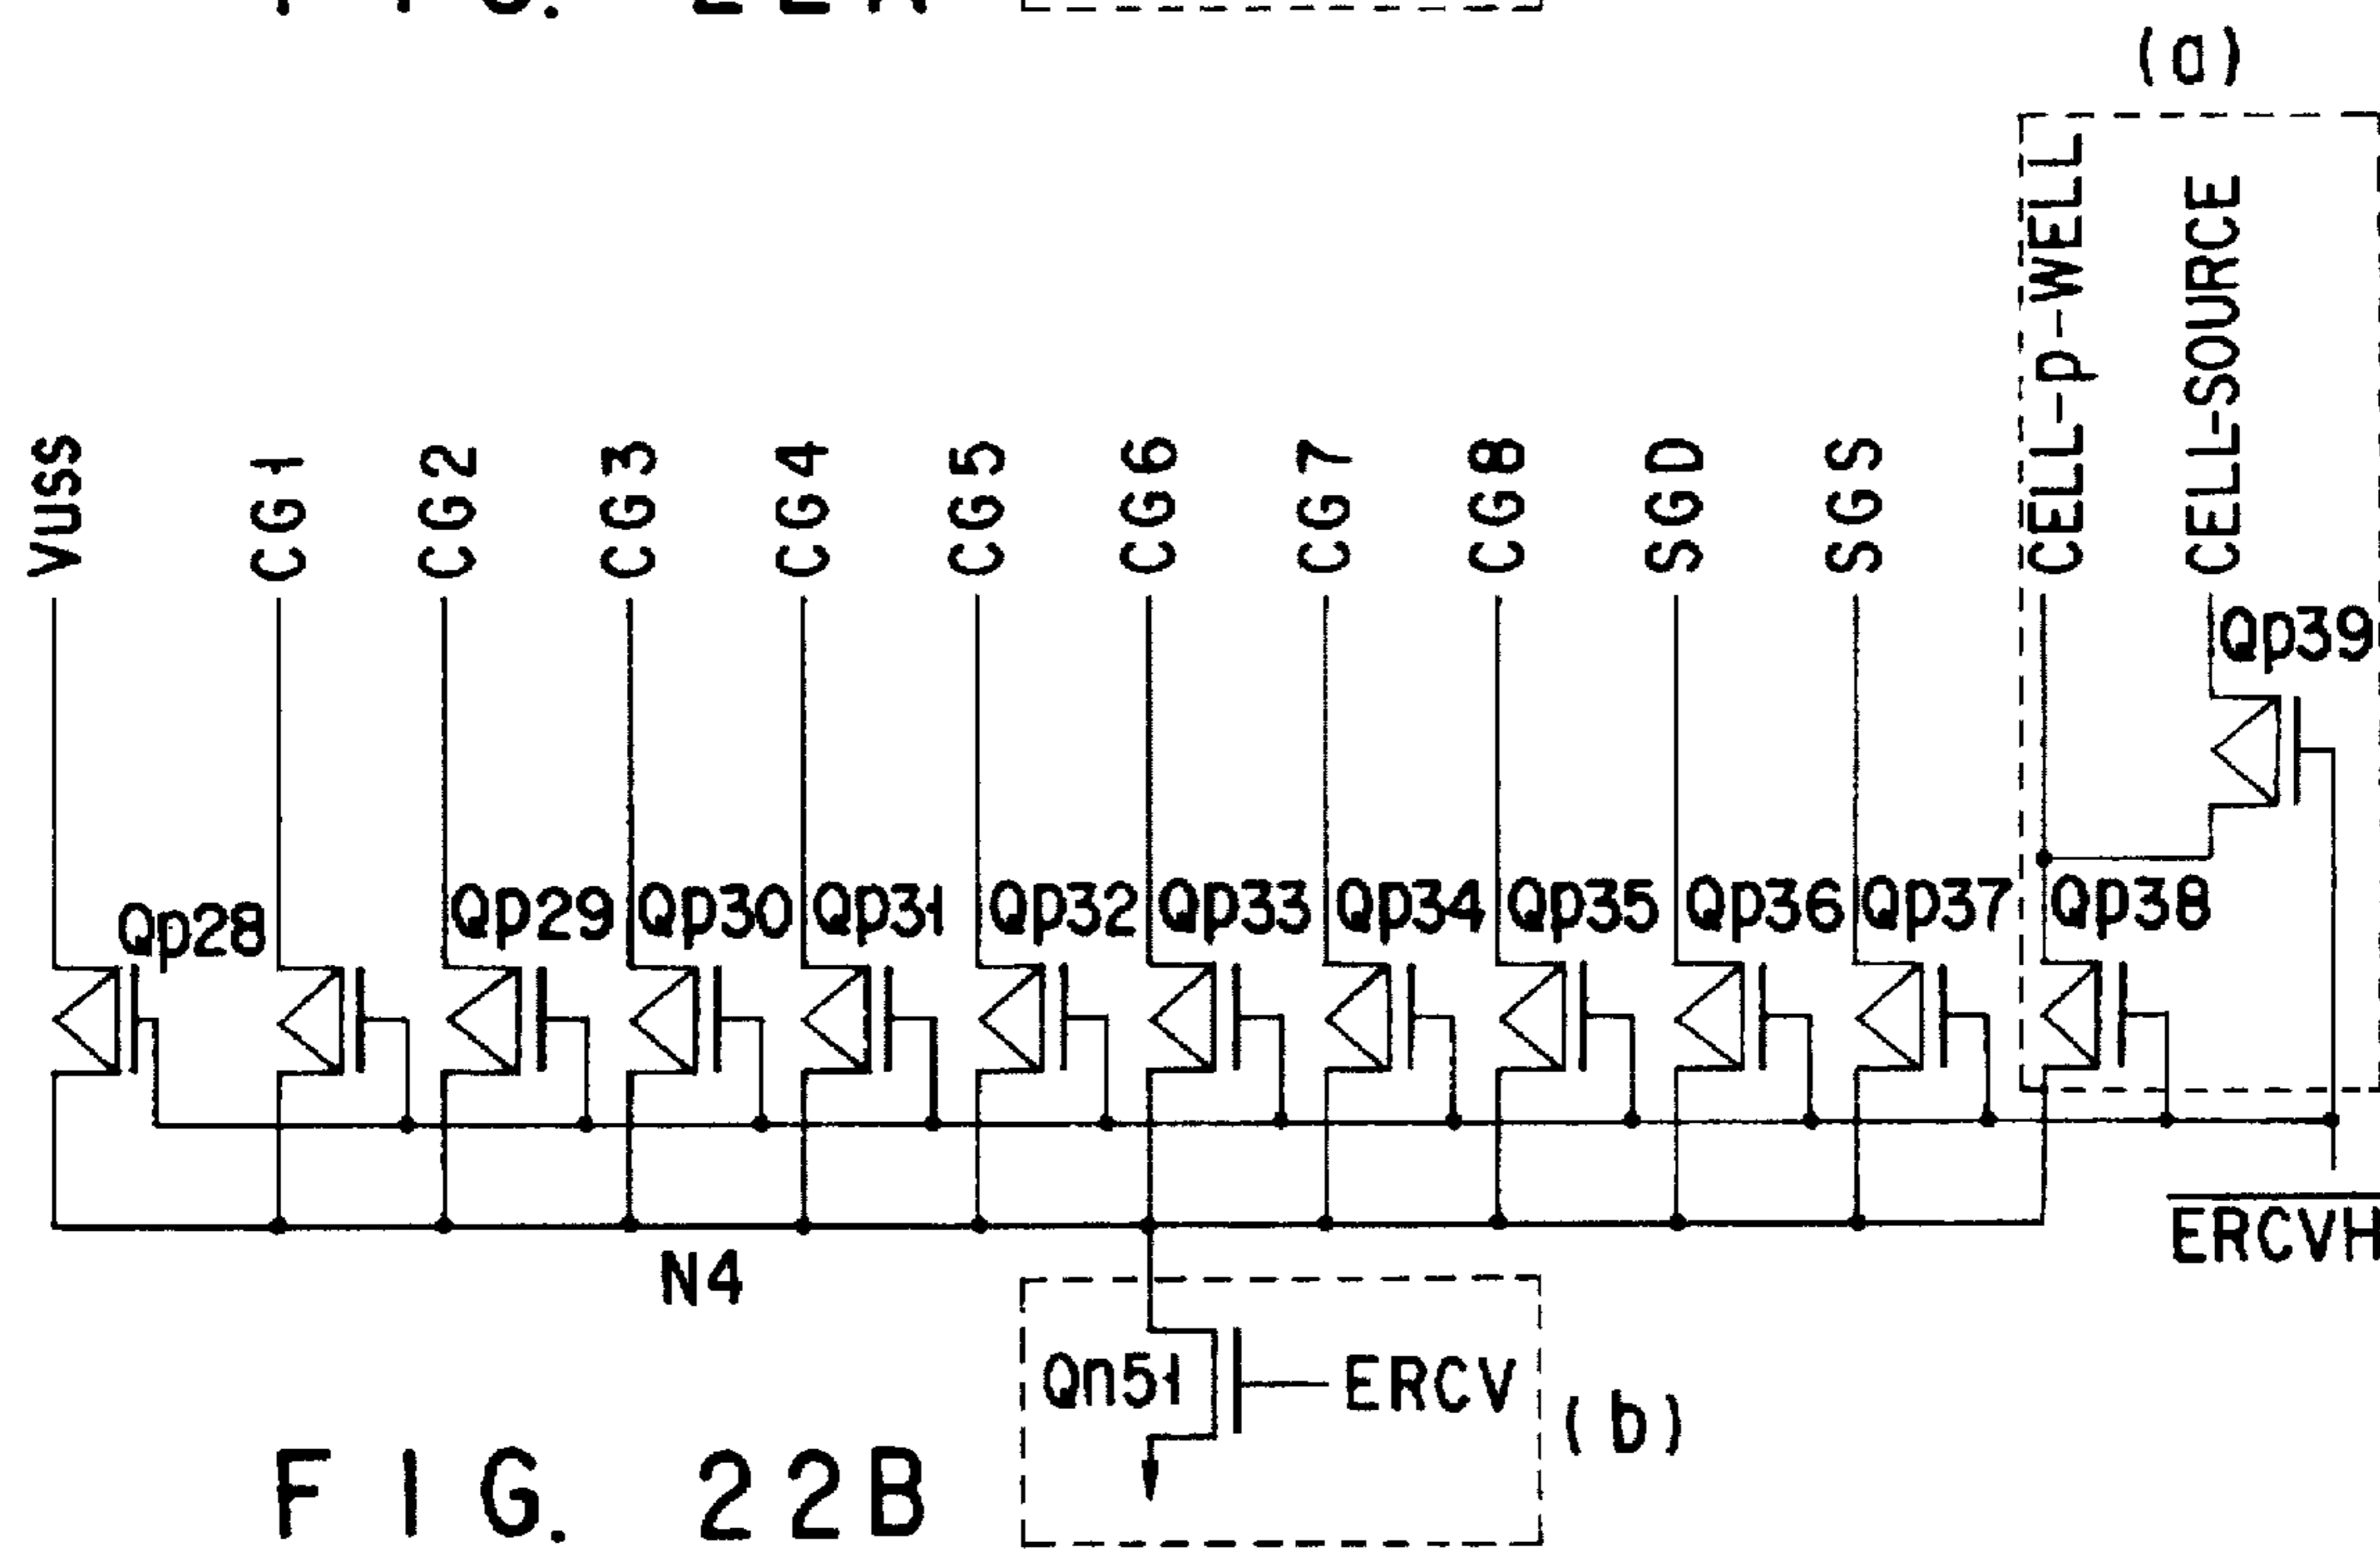 (a)
Vuss
CG1
CG2
CG3
CG4
CG5
CG6
CG7
CG8
SGD
SGS
CELL-p-WELL
CELL-SOURCE
Qp39
Qp28
Qp29
Qp30
Qp31
Qp32
Qp33
Qp34
Qp35
Qp36
Qp37
Qp38
ERCVH
N4
Qn51
ERCV
(b)
FIG. 22B